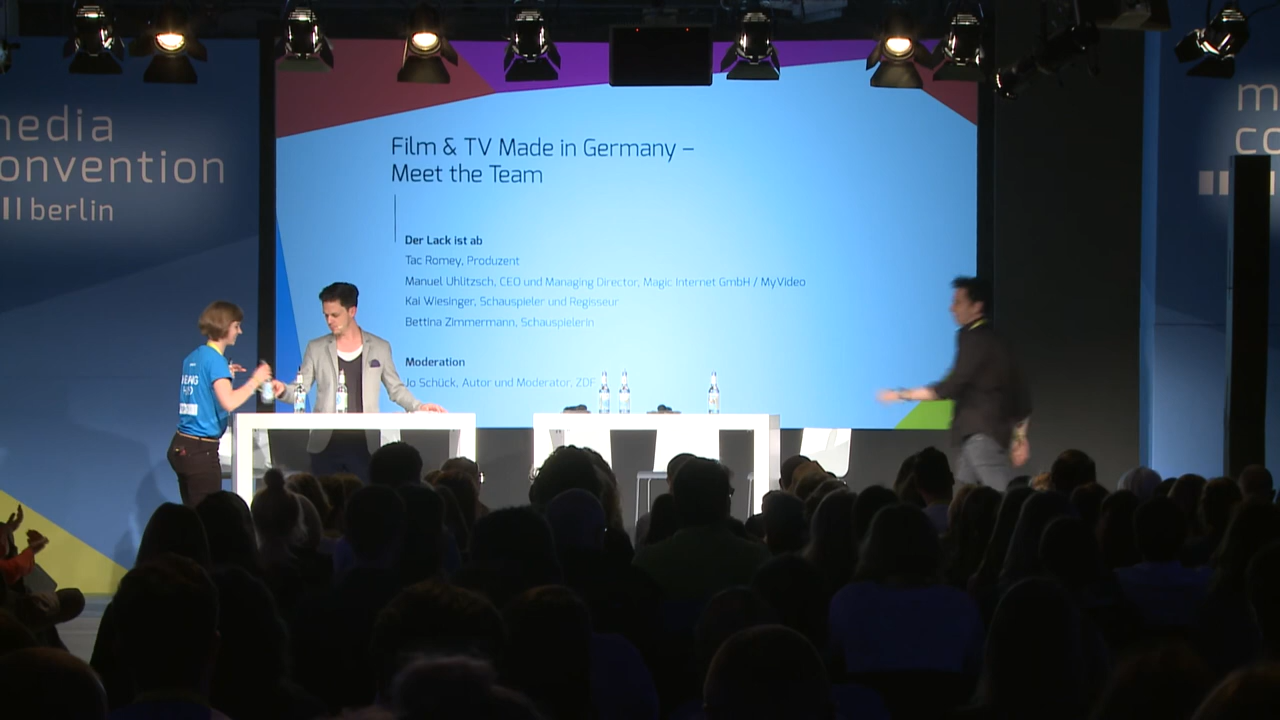 media
convention
berlin
Film & TV Made in Germany –
Meet the Team
Der Lack ist ab
Tac Romey, Produzent
Manuel Uhlitzsch, CEO und Managing Director, Magic Internet GmbH / MyVideo
Kai Wiesinger, Schauspieler und Regisseur
Bettina Zimmermann, Schauspielerin
Moderation
Jo Schück, Autor und Moderator, ZDF
m
co